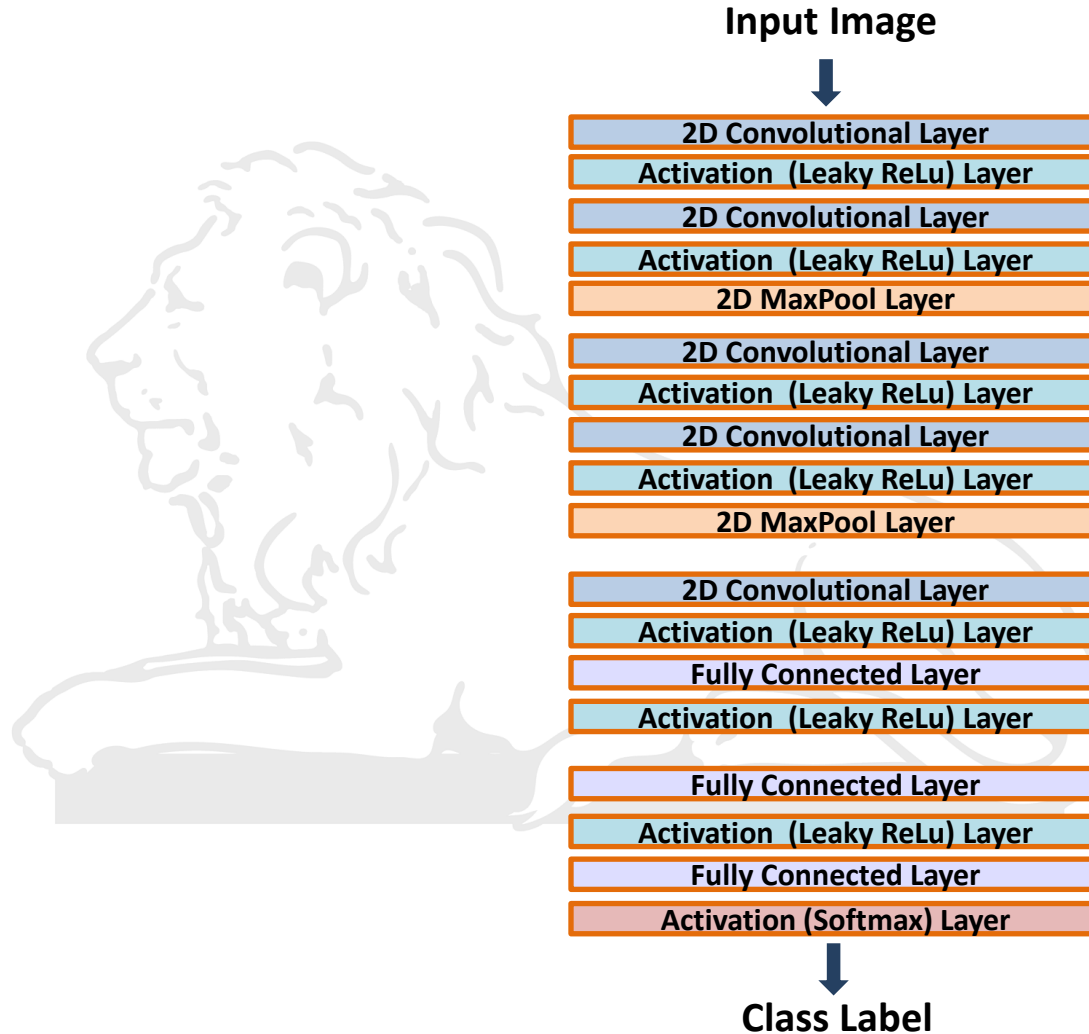 Input Image
2D Convolutional Layer
Activation  (Leaky ReLu) Layer
2D Convolutional Layer
Activation  (Leaky ReLu) Layer
2D MaxPool Layer
2D Convolutional Layer
Activation  (Leaky ReLu) Layer
2D Convolutional Layer
Activation  (Leaky ReLu) Layer
2D MaxPool Layer
2D Convolutional Layer
Activation  (Leaky ReLu) Layer
Fully Connected Layer
Activation  (Leaky ReLu) Layer
Fully Connected Layer
Activation  (Leaky ReLu) Layer
Fully Connected Layer
Activation (Softmax) Layer
Class Label